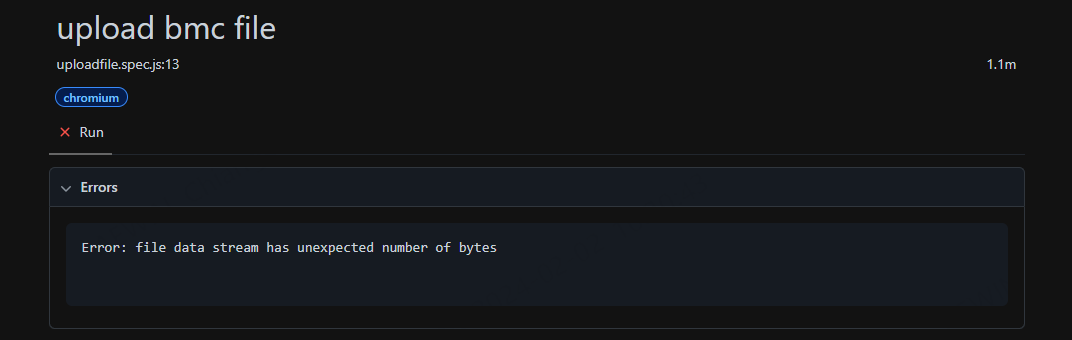 upload bmc file
uploadfile.spec.js:13
1.1m
chromium
Run
Errors
Error: file data stream has unexpected number of bytes